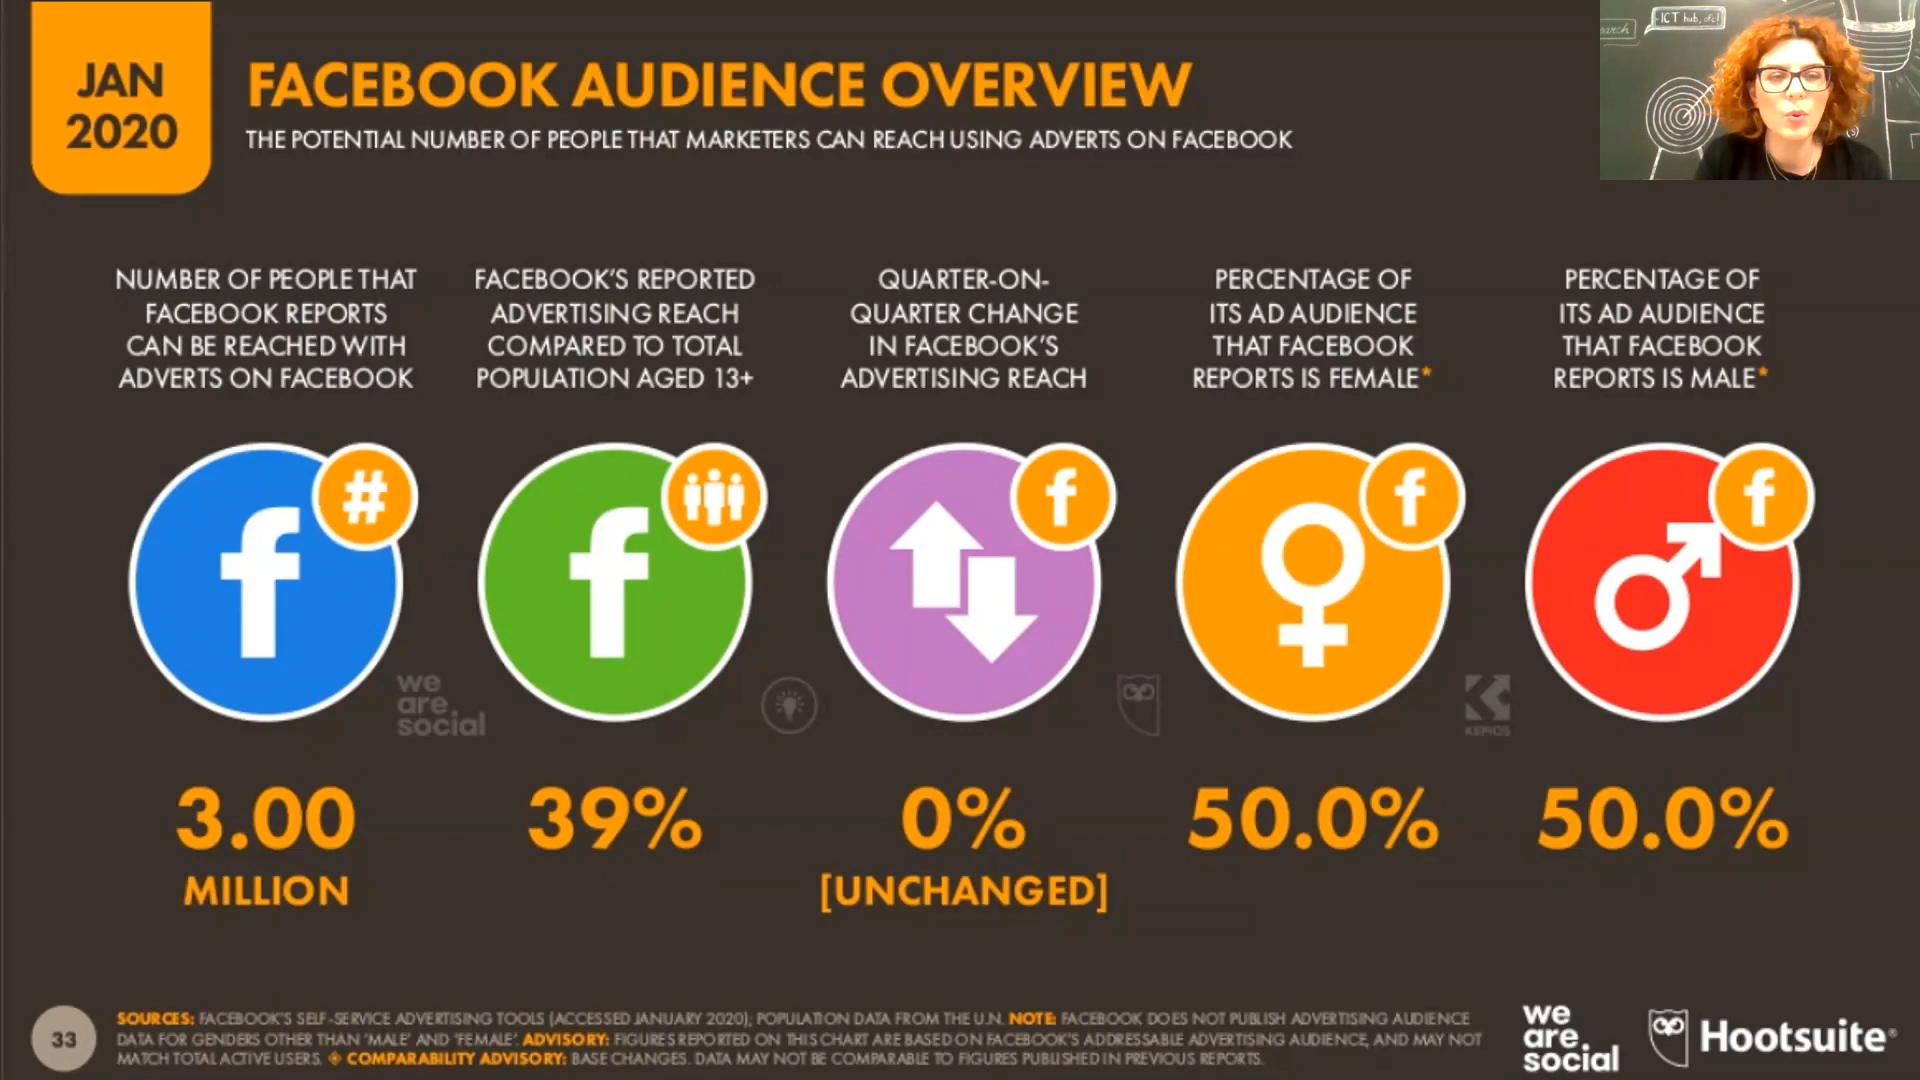 JAN
2020
FACEBOOK AUDIENCE OVERVIEW
THE POTENTIAL NUMBER OF PEOPLE THAT MARKETERS CAN REACH USING ADVERTS ON FACEBOOK
ICT hub, ofc!
NUMBER OF PEOPLE THAT
FACEBOOK REPORTS
CAN BE REACHED WITH
ADVERTS ON FACEBOOK
FACEBOOK'S REPORTED
ADVERTISING REACH
COMPARED TO TOTAL
POPULATION AGED 13+
QUARTER-ON-
QUARTER CHANGE
IN FACEBOOK'S
ADVERTISING REACH
PERCENTAGE OF
ITS AD AUDIENCE
THAT FACEBOOK
REPORTS IS FEMALE*
PERCENTAGE OF
ITS AD AUDIENCE
THAT FACEBOOK
REPORTS IS MALE*
#
we
are
social
KEPIOS
3.00
MILLION
39%
0%
[UNCHANGED]
50.0%
50.0%
33
SOURCES: FACEBOOK'S SELF-SERVICE ADVERTISING TOOLS (ACCESSED JANUARY 2020); POPULATION DATA FROM THE U.N. NOTE: FACEBOOK DOES NOT PUBLISH ADVERTISING AUDIENCE
DATA FOR GENDERS OTHER THAN 'MALE' AND 'FEMALE'. ADVISORY: FIGURES REPORTED ON THIS CHART ARE BASED ON FACEBOOK'S ADDRESSABLE ADVERTISING AUDIENCE, AND MAY NOT
MATCH TOTAL ACTIVE USERS. COMPARABILITY ADVISORY: BASE CHANGES. DATA MAY NOT BE COMPARABLE TO FIGURES PUBLISHED IN PREVIOUS REPORTS.
we
are
social
Hootsuite®